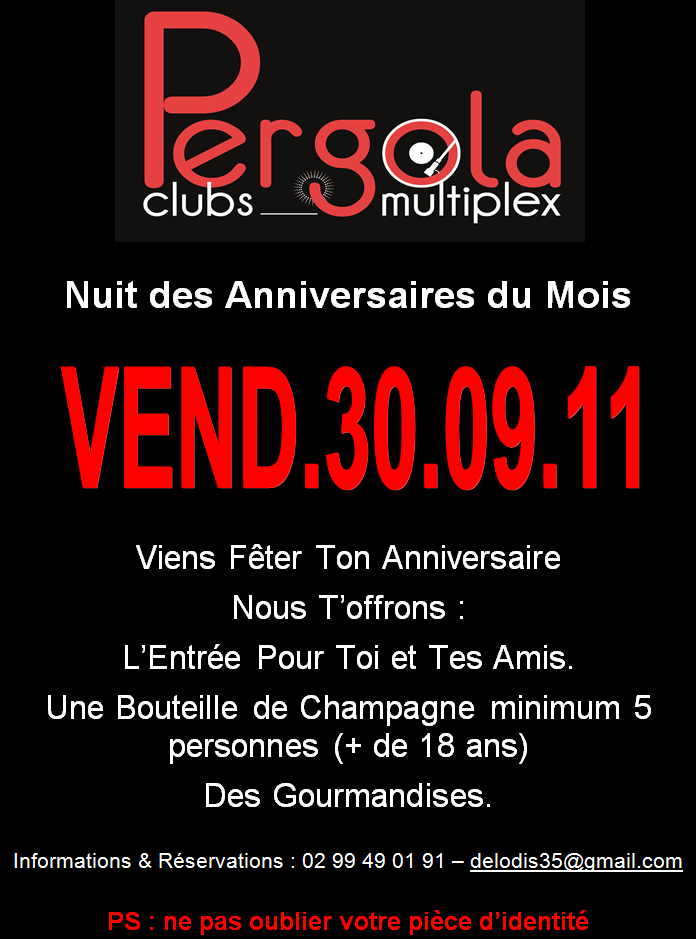 Pergola
clubs multiplex
Nuit des Anniversaires du Mois
VEND.30.09.11
Viens Fêter Ton Anniversaire
Nous T’offrons :
L’Entrée Pour Toi et Tes Amis.
Une Bouteille de Champagne minimum 5
personnes (+ de 18 ans)
Des Gourmandises.
Informations & Réservations : 02 99 49 01 91 – delodis35@gmail.com
PS : ne pas oublier votre pièce d’identité